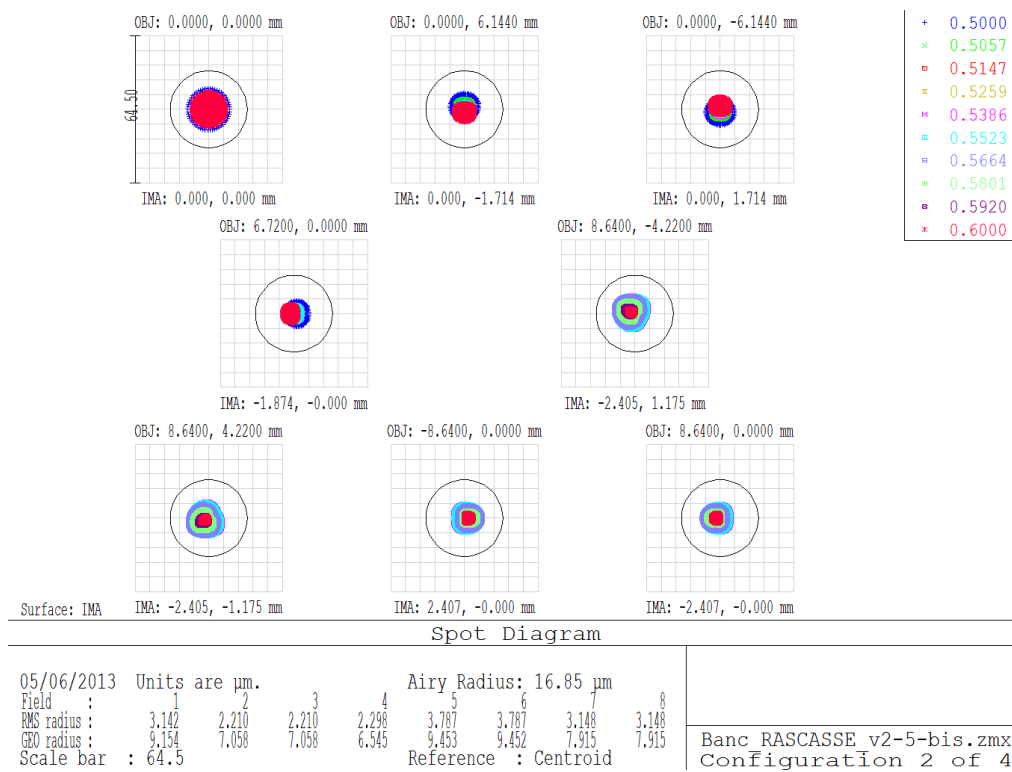 OBJ: 0.0000, 0.0000 mm
OBJ: 0.0000, 6.1440 mm
OBJ: 0.0000, -6.1440 mm
64.50
IMA: 0.000, 0.000 mm
IMA: 0.000, -1.714 mm
IMA: 0.000, 1.714 mm
+ 0.5000
× 0.5057
0.5147
0.5259
0.5386
0.5523
0.5664
0.5801
0.5920
0.6000
OBJ: 6.7200, 0.0000 mm
OBJ: 8.6400, -4.2200 mm
IMA: -1.874, -0.000 mm
IMA: -2.405, 1.175 mm
OBJ: 8.6400, 4.2200 mm
OBJ: -8.6400, 0.0000 mm
OBJ: 8.6400, 0.0000 mm
Surface: IMA
IMA: -2.405, -1.175 mm
IMA: 2.407, -0.000 mm
IMA: -2.407, -0.000 mm
Spot Diagram
05/06/2013 Units are µm. Airy Radius: 16.85 µm
Field : 1 2 3 4 5 6 7 8
RMS radius : 3.142 2.210 2.210 2.298 3.787 3.787 3.148 3.148
GEO radius : 9.154 7.058 7.058 6.545 9.453 9.452 7.915 7.915
Scale bar : 64.5 Reference : Centroid
Banc_RASCASSE_v2-5-bis.zmx
Configuration 2 of 4